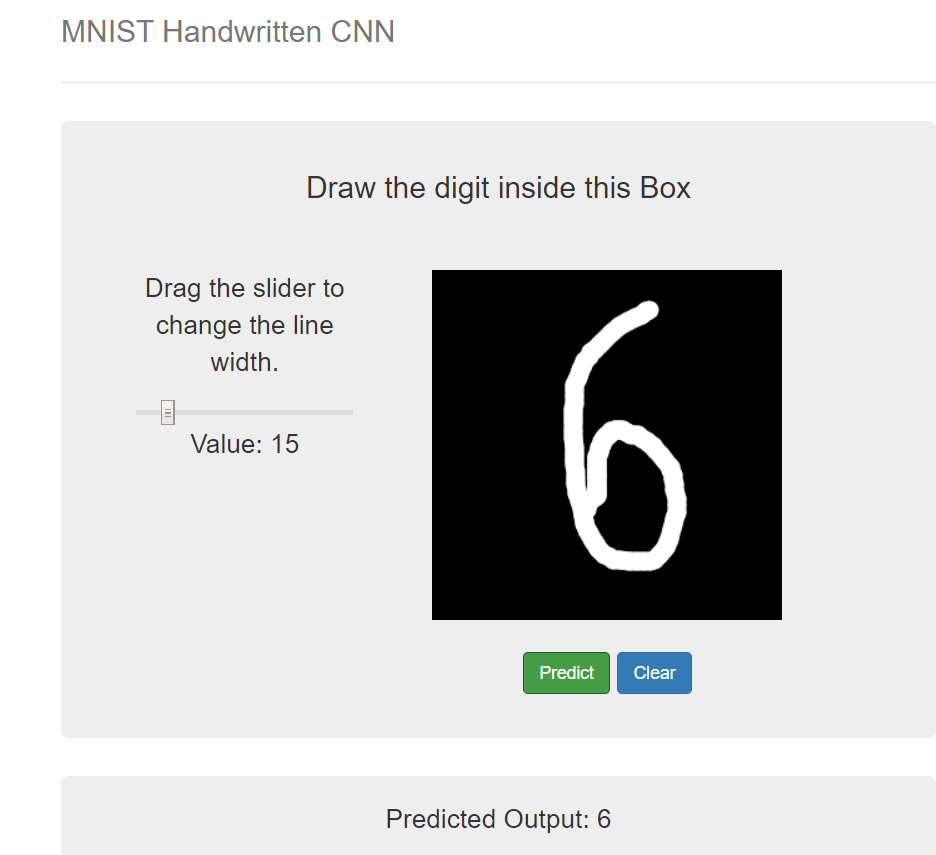 MNIST Handwritten CNN
Draw the digit inside this Box
Drag the slider to
change the line
width.
Value: 15
6
Predict Clear
Predicted Output: 6